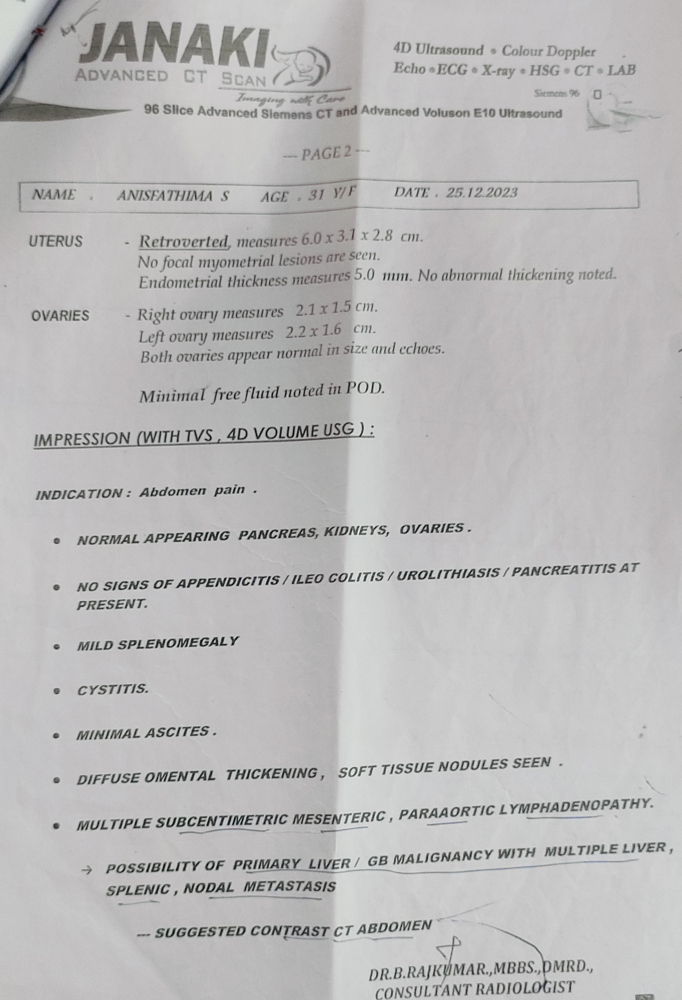 JANAKI
ADVANCED CT SCAN
Imaging with Care
4D Ultrasound • Colour Doppler
Echo • ECG • X-ray • HSG • CT • LAB
Siemens 96
96 Slice Advanced Siemens CT and Advanced Voluson E10 Ultrasound
--- PAGE 2 ---
NAME : ANISFATHIMA S AGE : 31 Y/F DATE : 25.12.2023
UTERUS - Retroverted, measures 6.0 x 3.1 x 2.8 cm.
No focal myometrial lesions are seen.
Endometrial thickness measures 5.0 mm. No abnormal thickening noted.
OVARIES - Right ovary measures 2.1 x 1.5 cm.
Left ovary measures 2.2 x 1.6 cm.
Both ovaries appear normal in size and echoes.
Minimal free fluid noted in POD.
IMPRESSION (WITH TVS , 4D VOLUME USG ) :
INDICATION : Abdomen pain .
• NORMAL APPEARING PANCREAS, KIDNEYS, OVARIES .
• NO SIGNS OF APPENDICITIS / ILEO COLITIS / UROLITHIASIS / PANCREATITIS AT
PRESENT.
• MILD SPLENOMEGALY
• CYSTITIS.
• MINIMAL ASCITES .
• DIFFUSE OMENTAL THICKENING , SOFT TISSUE NODULES SEEN .
• MULTIPLE SUBCENTIMETRIC MESENTERIC , PARAAORTIC LYMPHADENOPATHY.
→ POSSIBILITY OF PRIMARY LIVER / GB MALIGNANCY WITH MULTIPLE LIVER ,
SPLENIC , NODAL METASTASIS
--- SUGGESTED CONTRAST CT ABDOMEN
DR.B.RAJKUMAR.,MBBS.,DMRD.,
CONSULTANT RADIOLOGIST